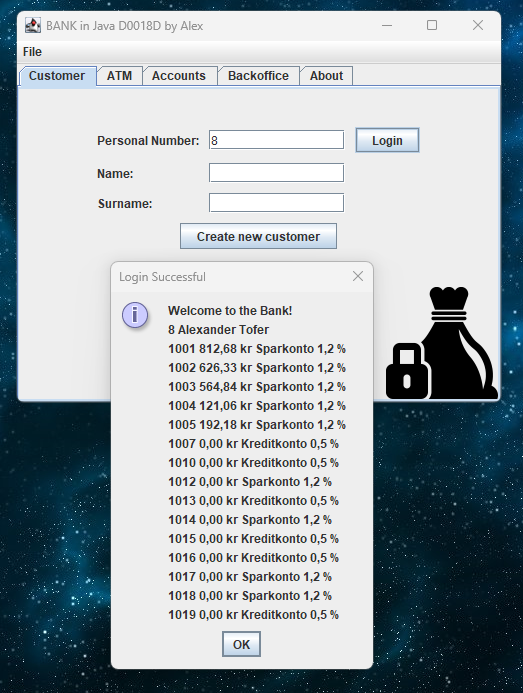 BANK in Java D0018D by Alex
File
Customer ATM Accounts Backoffice About
Personal Number: 8 Login
Name:
Surname:
Create new customer
Login Successful
Welcome to the Bank!
8 Alexander Tofer
1001 812,68 kr Sparkonto 1,2 %
1002 626,33 kr Sparkonto 1,2 %
1003 564,84 kr Sparkonto 1,2 %
1004 121,06 kr Sparkonto 1,2 %
1005 192,18 kr Sparkonto 1,2 %
1007 0,00 kr Kreditkonto 0,5 %
1010 0,00 kr Kreditkonto 0,5 %
1012 0,00 kr Sparkonto 1,2 %
1013 0,00 kr Kreditkonto 0,5 %
1014 0,00 kr Sparkonto 1,2 %
1015 0,00 kr Kreditkonto 0,5 %
1016 0,00 kr Kreditkonto 0,5 %
1017 0,00 kr Sparkonto 1,2 %
1018 0,00 kr Sparkonto 1,2 %
1019 0,00 kr Kreditkonto 0,5 %
OK